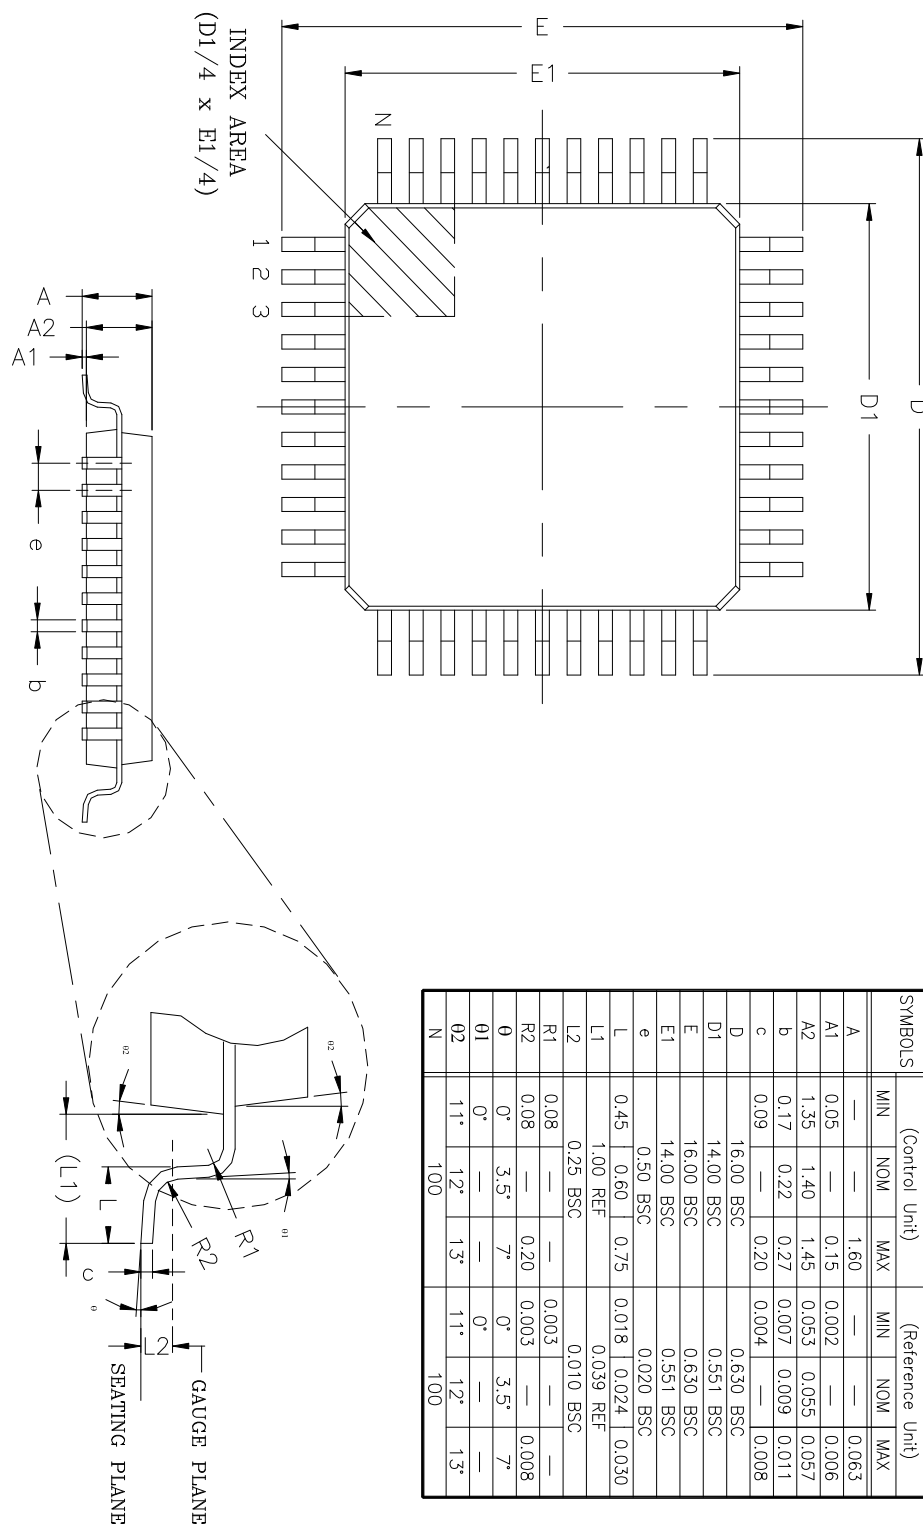 E
E1
D
D1
N
1
2
3
INDEX AREA
(D1/4 x E1/4)
A
A2
A1
e
b
θ2
θ2
θ1
(L1)
L
R1
R2
c
θ
L2
GAUGE PLANE
SEATING PLANE
SYMBOLS (Control Unit) (Reference Unit)
MIN NOM MAX MIN NOM MAX
A — — 1.60 — — 0.063
A1 0.05 — 0.15 0.002 — 0.006
A2 1.35 1.40 1.45 0.053 0.055 0.057
b 0.17 0.22 0.27 0.007 0.009 0.011
c 0.09 — 0.20 0.004 — 0.008
D 16.00 BSC 0.630 BSC
D1 14.00 BSC 0.551 BSC
E 16.00 BSC 0.630 BSC
E1 14.00 BSC 0.551 BSC
e 0.50 BSC 0.020 BSC
L 0.45 0.60 0.75 0.018 0.024 0.030
L1 1.00 REF 0.039 REF
L2 0.25 BSC 0.010 BSC
R1 0.08 — — 0.003 — —
R2 0.08 — 0.20 0.003 — 0.008
θ 0° 3.5° 7° 0° 3.5° 7°
θ1 0° — — 0° — —
θ2 11° 12° 13° 11° 12° 13°
N 100 100